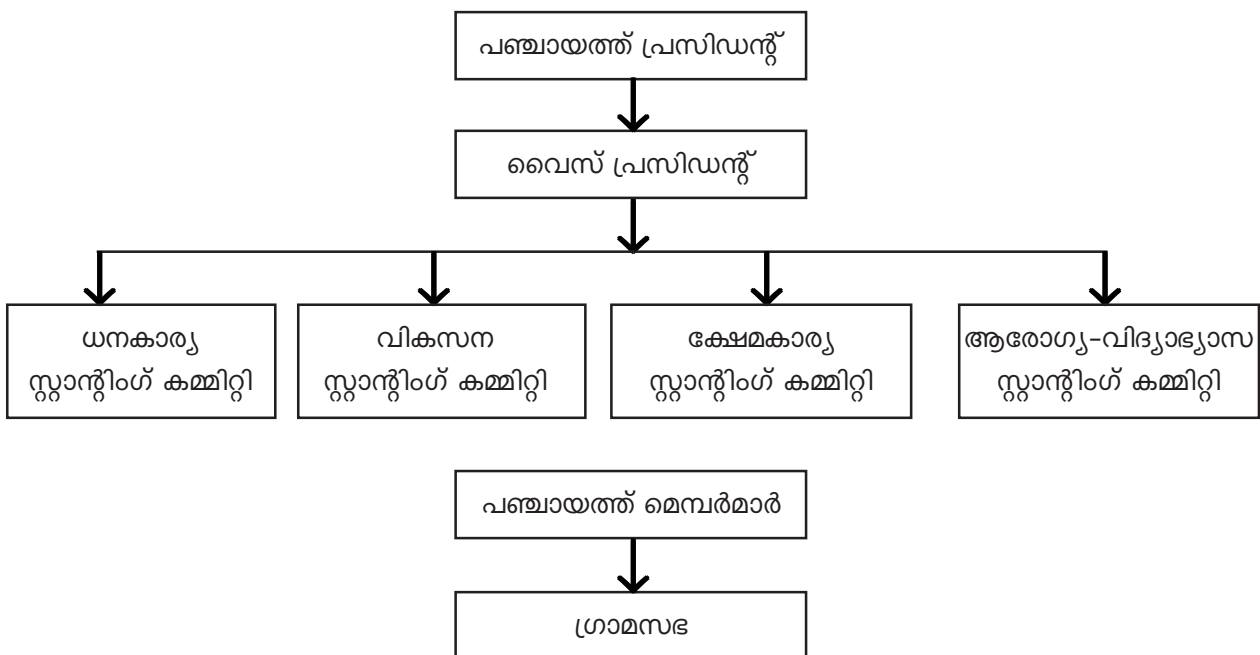 പഞ്ചായത്ത് പ്രസിഡന്റ്
വൈസ് പ്രസിഡന്റ്
ധനകാര്യ
സ്റ്റാന്റിംഗ് കമ്മിറ്റി
വികസന
സ്റ്റാന്റിംഗ് കമ്മിറ്റി
ക്ഷേമകാര്യ
സ്റ്റാന്റിംഗ് കമ്മിറ്റി
ആരോഗ്യ-വിദ്യാഭ്യാസ
സ്റ്റാന്റിംഗ് കമ്മിറ്റി
പഞ്ചായത്ത് മെമ്പർമാർ
ഗ്രാമസഭ